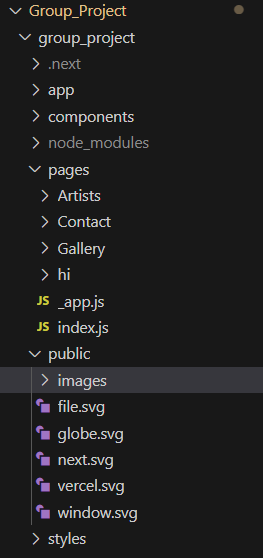 Group_Project
group_project
.next
app
components
node_modules
pages
Artists
Contact
Gallery
hi
JS _app.js
JS index.js
public
images
file.svg
globe.svg
next.svg
vercel.svg
window.svg
styles